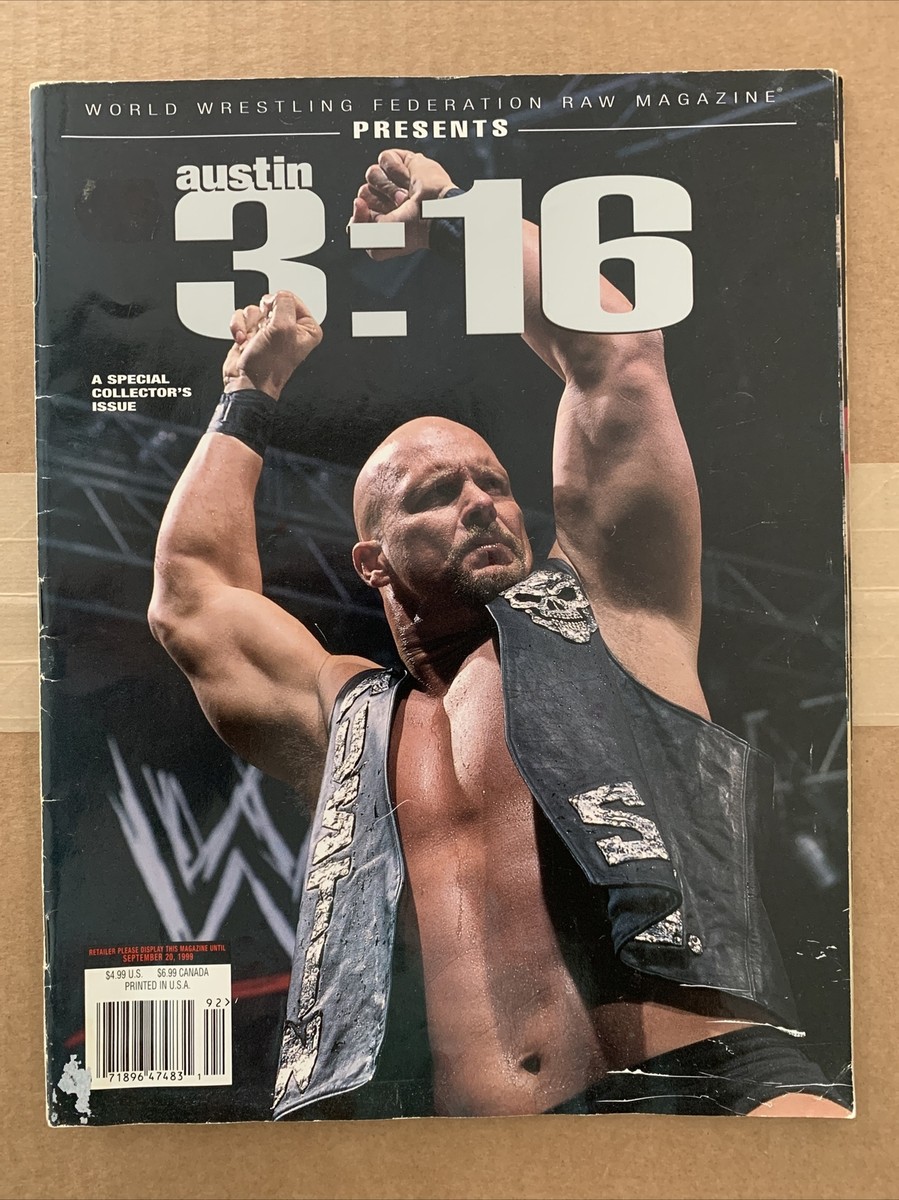 WORLD WRESTLING FEDERATION RAW MAGAZINE®
PRESENTS
austin
3:16
A SPECIAL
COLLECTOR'S
ISSUE
AUSTIN
S.
RETAILER PLEASE DISPLAY THIS MAGAZINE UNTIL
SEPTEMBER 20, 1999
$4.99 U.S. $6.99 CANADA
PRINTED IN U.S.A.
92>
71896 47483 1